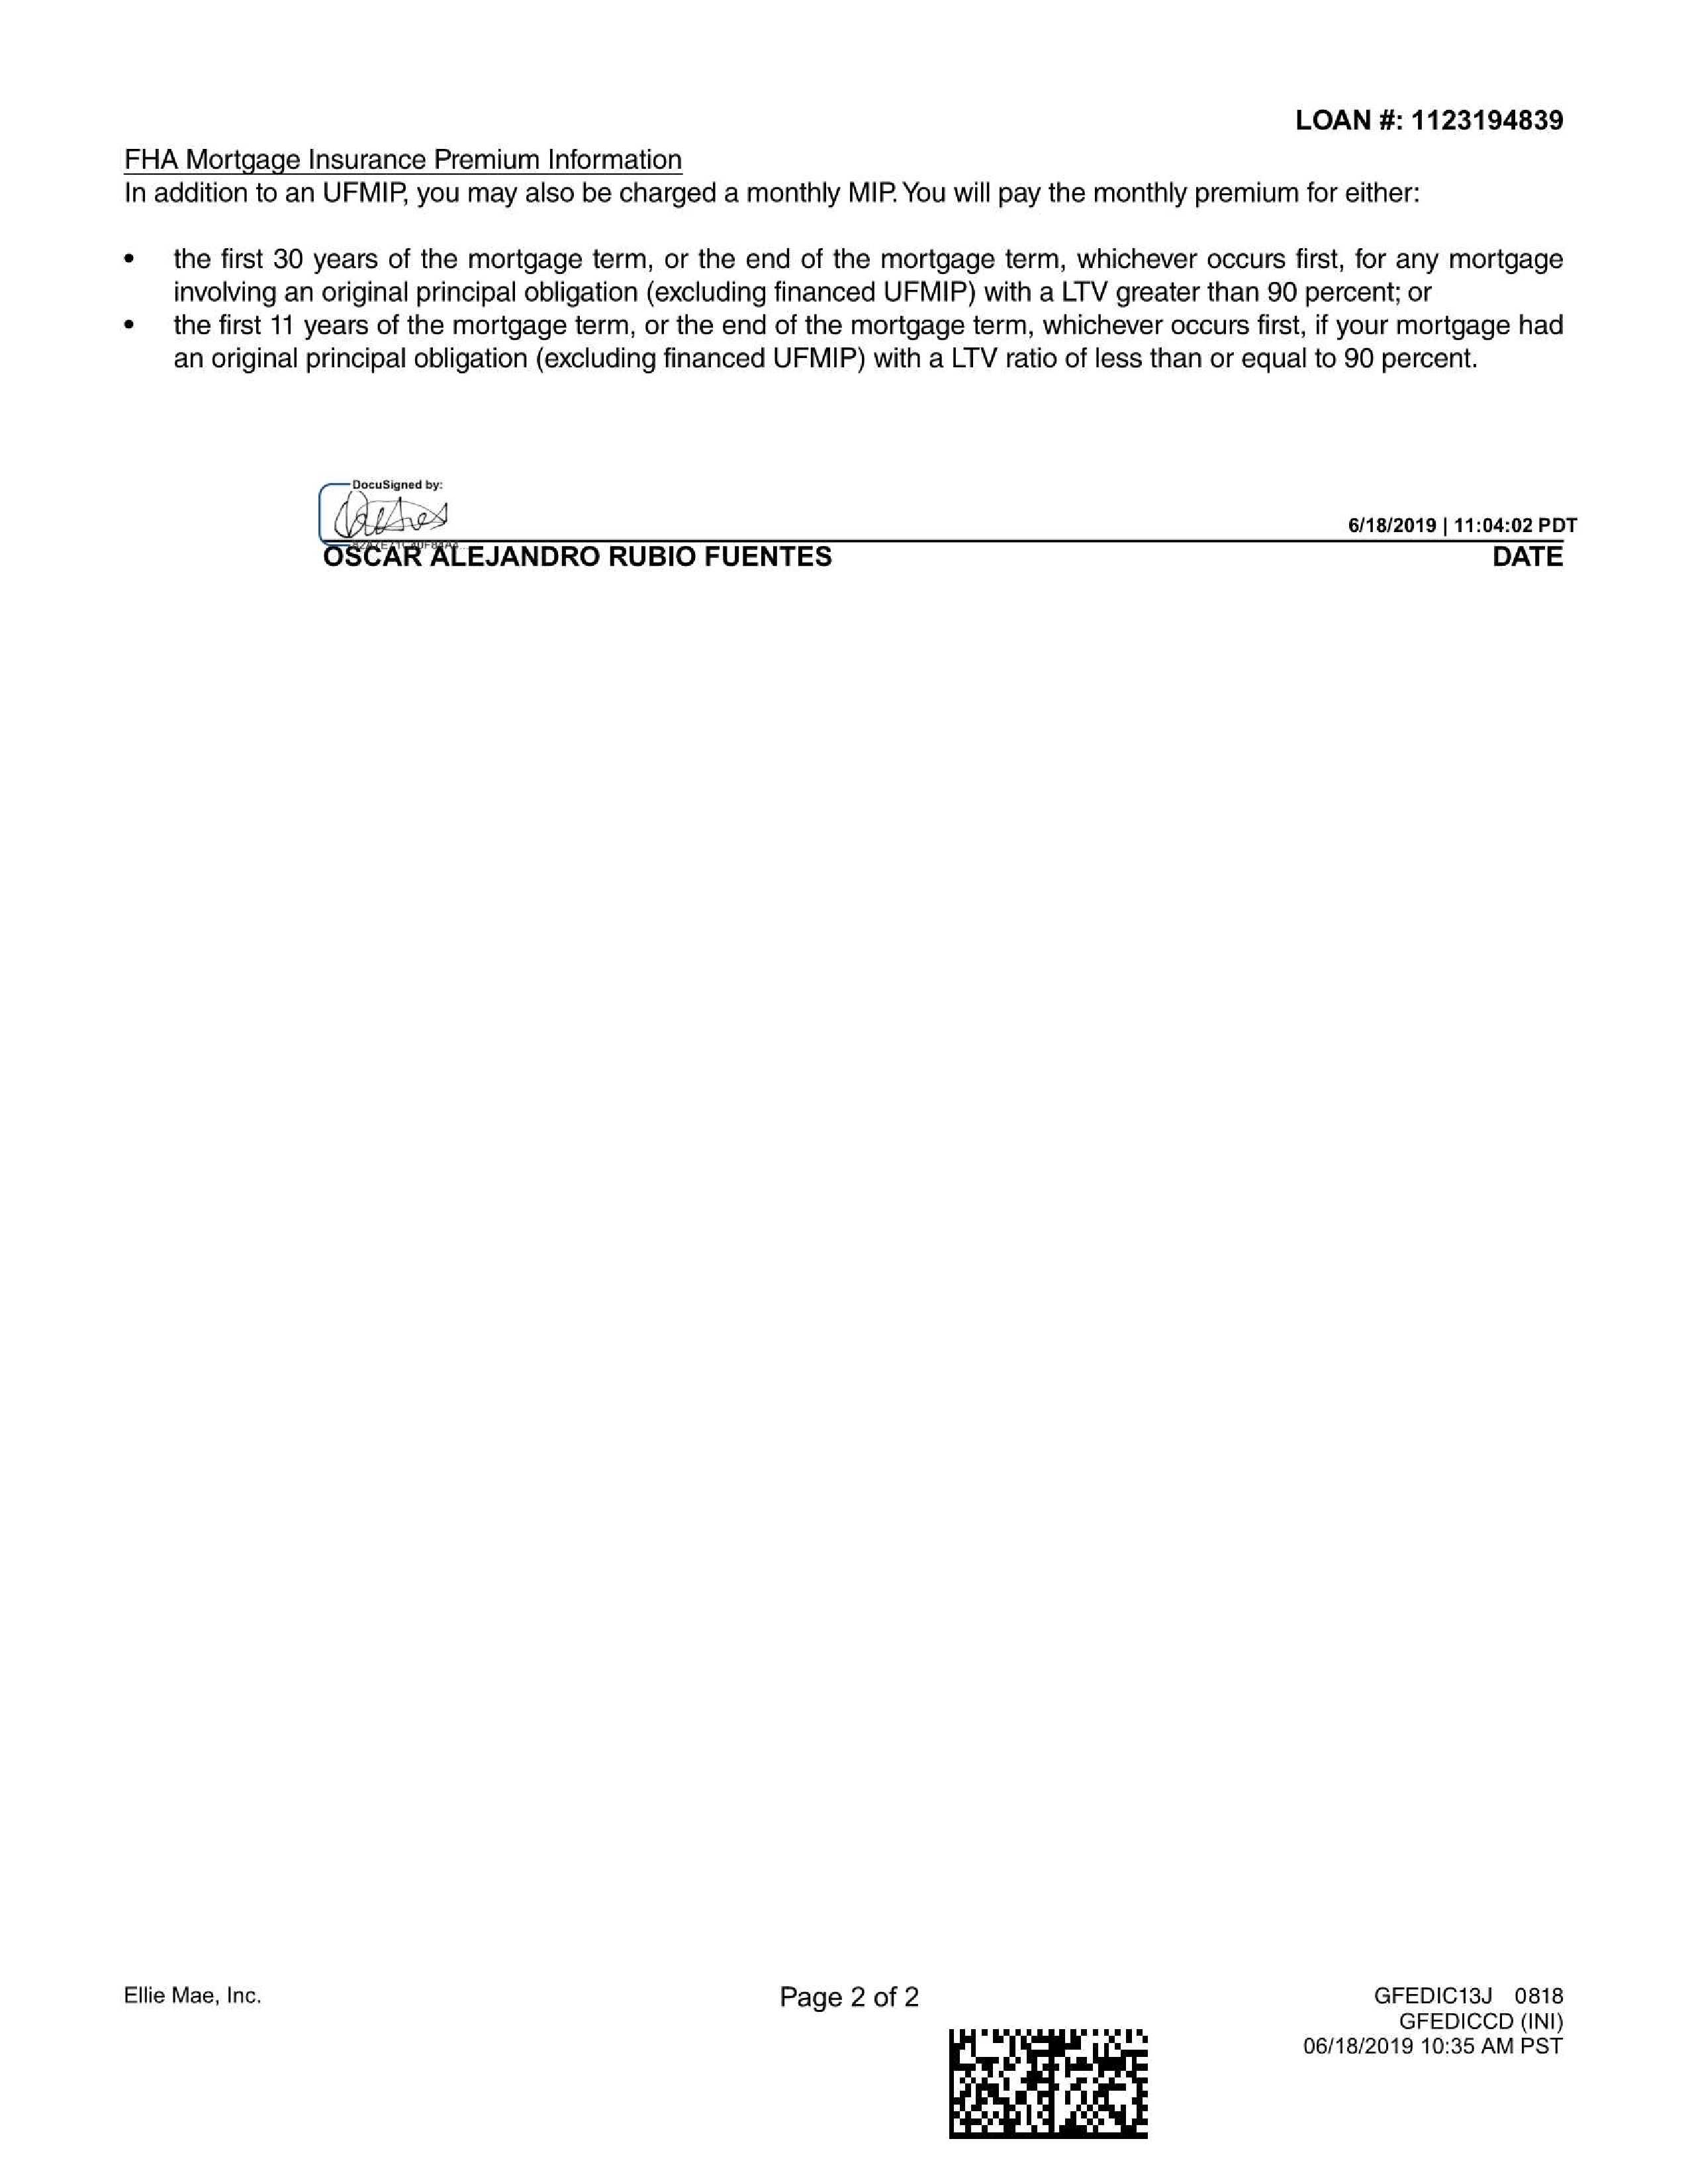 LOAN #: 1123194839
FHA Mortgage Insurance Premium Information
In addition to an UFMIP, you may also be charged a monthly MIP. You will pay the monthly premium for either:
• the first 30 years of the mortgage term, or the end of the mortgage term, whichever occurs first, for any mortgage
involving an original principal obligation (excluding financed UFMIP) with a LTV greater than 90 percent; or
• the first 11 years of the mortgage term, or the end of the mortgage term, whichever occurs first, if your mortgage had
an original principal obligation (excluding financed UFMIP) with a LTV ratio of less than or equal to 90 percent.
DocuSigned by:
6/18/2019 | 11:04:02 PDT
OSCAR ALEJANDRO RUBIO FUENTES DATE
Ellie Mae, Inc. Page 2 of 2 GFEDIC13J 0818
GFEDICCD (INI)
06/18/2019 10:35 AM PST